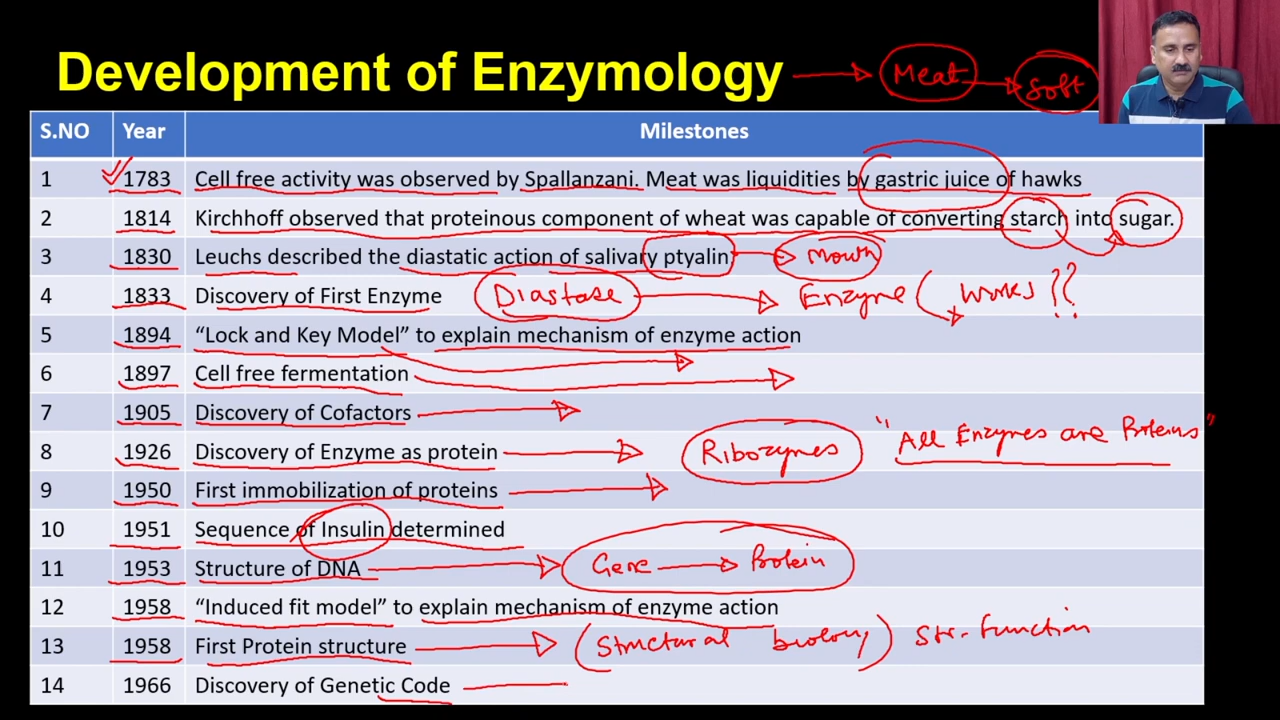 Development of Enzymology Meat Soft
S.NO Year Milestones
1 1783 Cell free activity was observed by Spallanzani. Meat was liquidities by gastric juice of hawks
2 1814 Kirchhoff observed that proteinous component of wheat was capable of converting starch into sugar.
3 1830 Leuchs described the diastatic action of salivary ptyalin Mouth
4 1833 Discovery of First Enzyme Diastase Enzyme ( Works ??
5 1894 “Lock and Key Model” to explain mechanism of enzyme action
6 1897 Cell free fermentation
7 1905 Discovery of Cofactors
"All Enzymes are Proteins"
8 1926 Discovery of Enzyme as protein Ribozymes
9 1950 First immobilization of proteins
10 1951 Sequence of Insulin determined
11 1953 Structure of DNA Gene Protein
12 1958 “Induced fit model” to explain mechanism of enzyme action
13 1958 First Protein structure (Structural biology) Str-function
14 1966 Discovery of Genetic Code